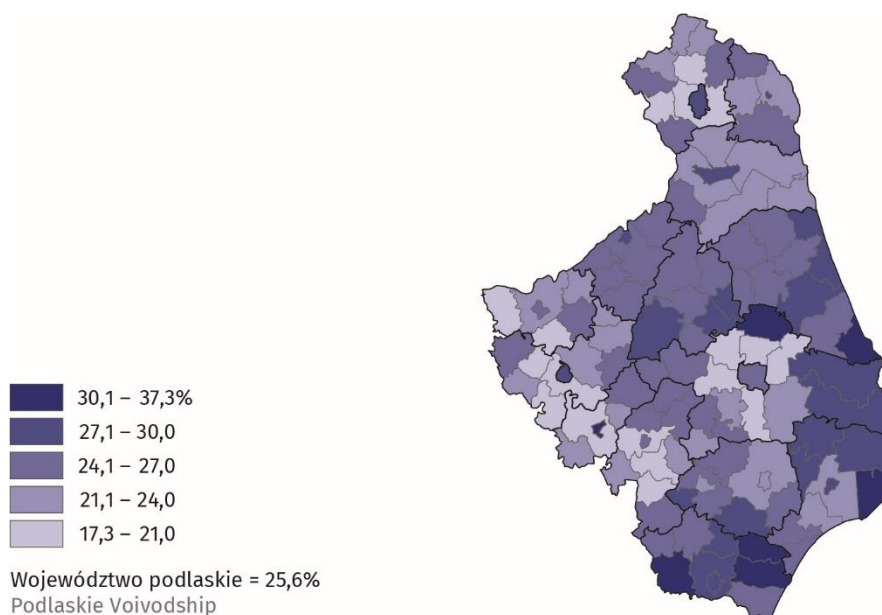 30,1 – 37,3%
27,1 – 30,0
24,1 – 27,0
21,1 – 24,0
17,3 – 21,0
Województwo podlaskie = 25,6%
Podlaskie Voivodship